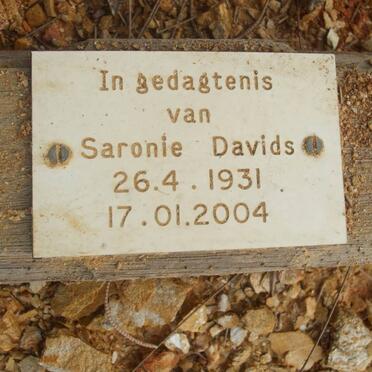 In gedagtenis
van
Saronie Davids
26.4.1931
17.01.2004